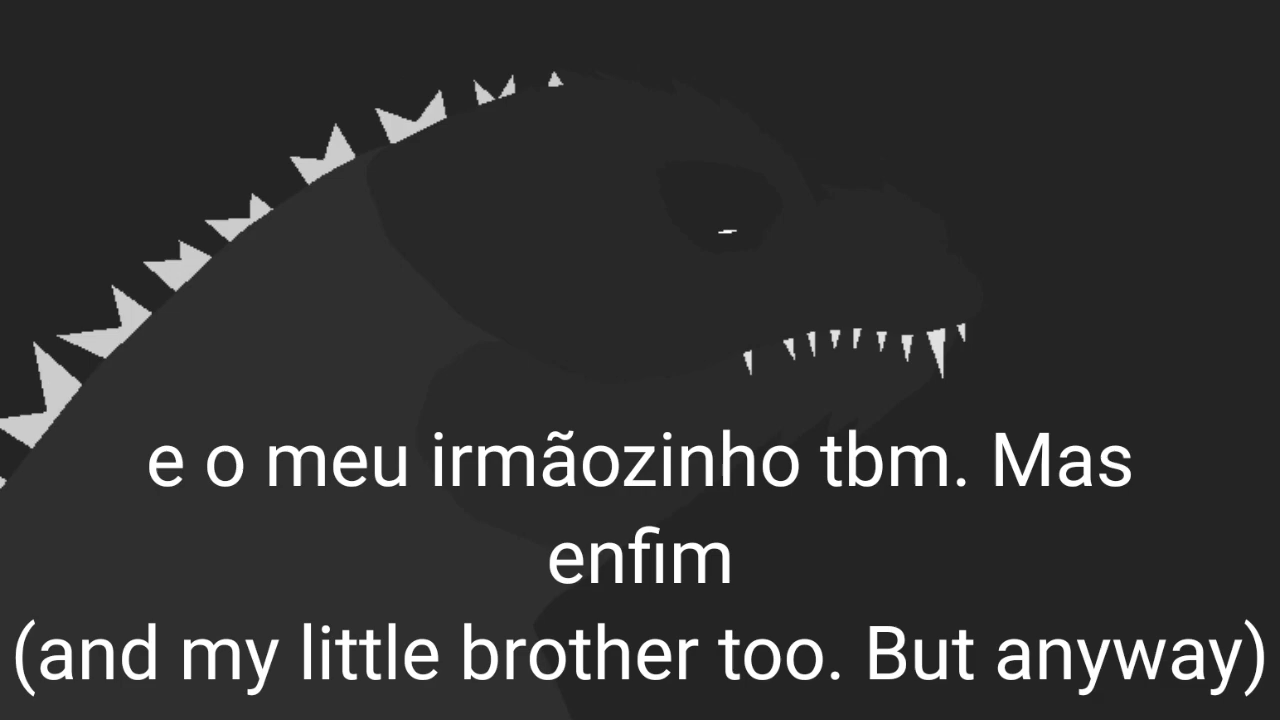 e o meu irmãozinho tbm. Mas
enfim
(and my little brother too. But anyway)